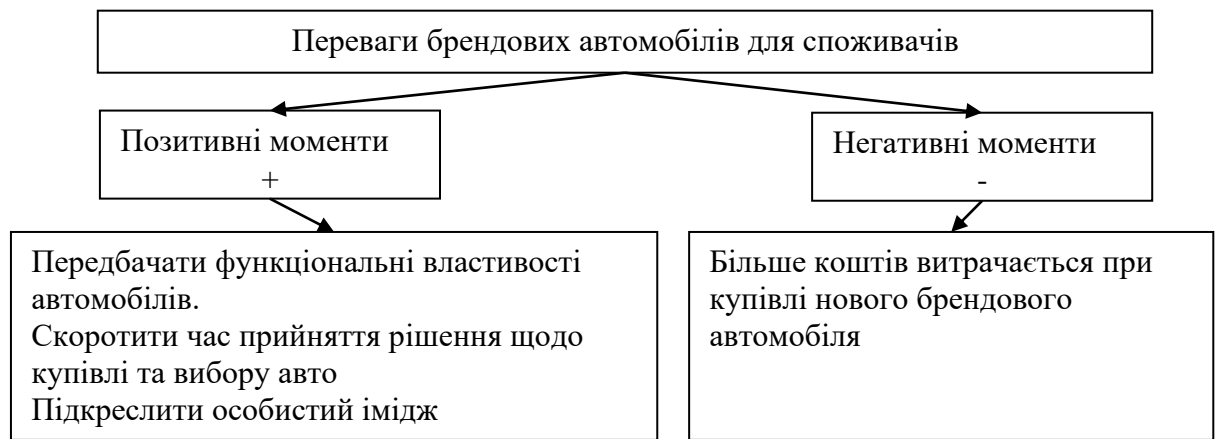 Переваги брендових автомобілів для споживачів
Позитивні моменти
+
Негативні моменти
-
Передбачати функціональні властивості
автомобілів.
Скоротити час прийняття рішення щодо
купівлі та вибору авто
Підкреслити особистий імідж
Більше коштів витрачається при
купівлі нового брендового
автомобіля